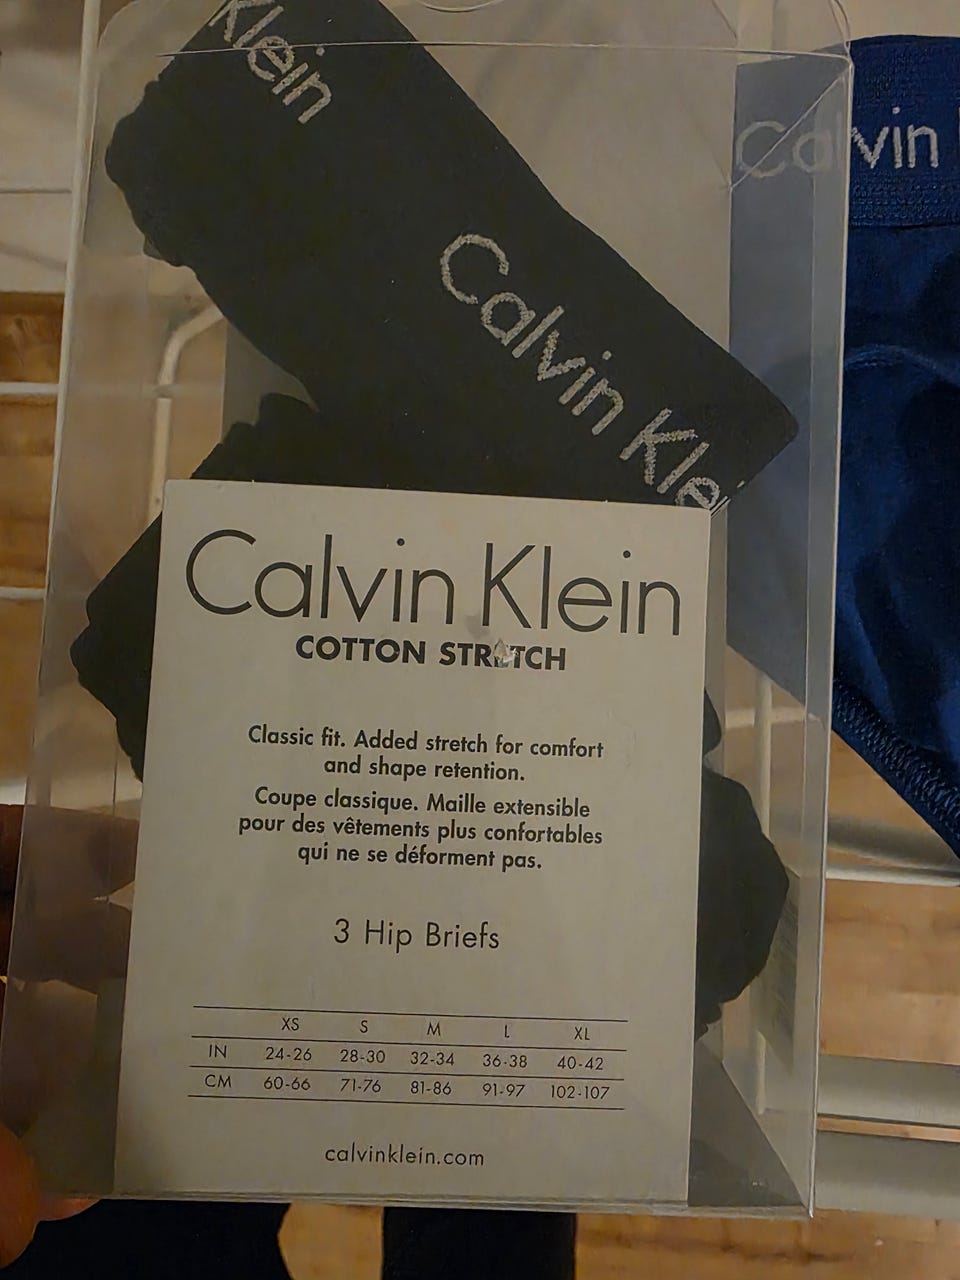 Klein
Calvin
Calvin Klei
Calvin Klein
COTTON STRETCH
Classic fit. Added stretch for comfort
and shape retention.
Coupe classique. Maille extensible
pour des vêtements plus confortables
qui ne se déforment pas.
3 Hip Briefs
XS S M L XL
IN 24-26 28-30 32-34 36-38 40-42
CM 60-66 71-76 81-86 91-97 102-107
calvinklein.com